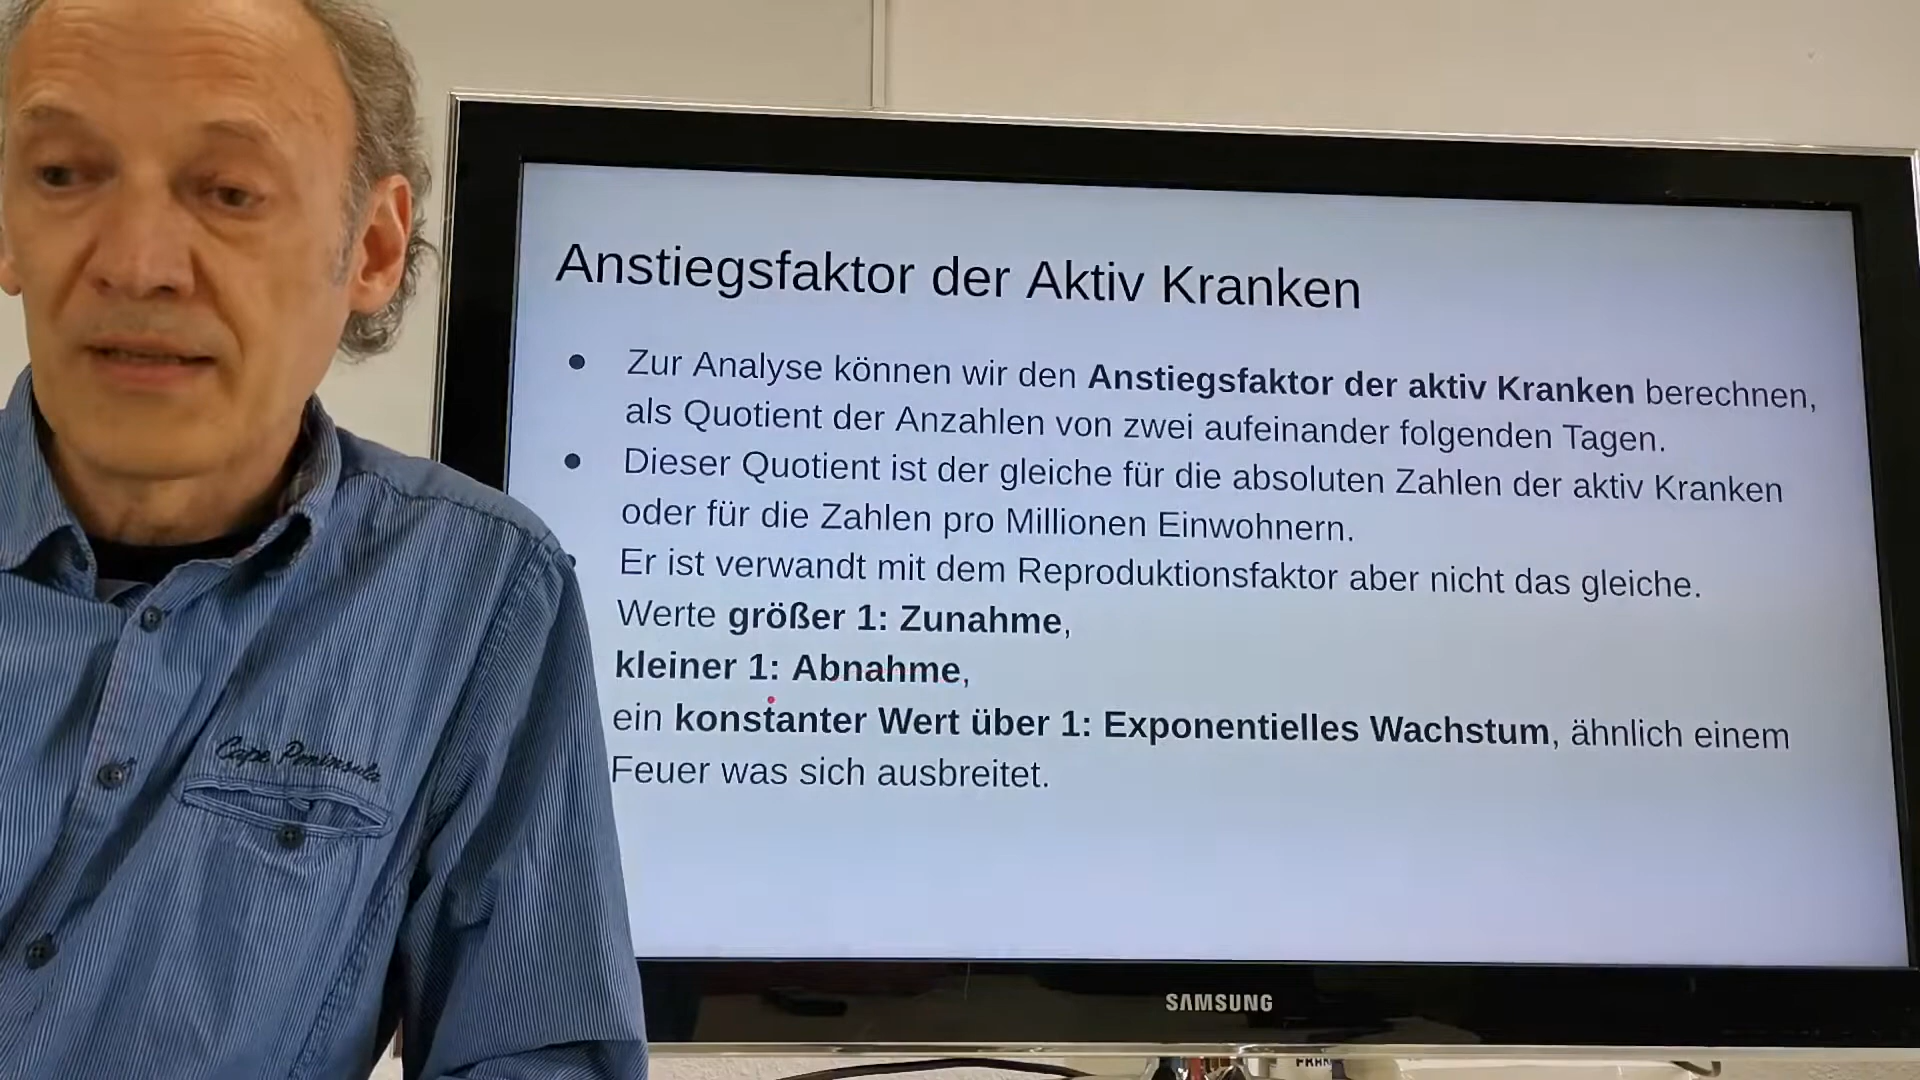 Anstiegsfaktor der Aktiv Kranken
Zur Analyse können wir den Anstiegsfaktor der aktiv Kranken berechnen,
als Quotient der Anzahlen von zwei aufeinander folgenden Tagen.
Dieser Quotient ist der gleiche für die absoluten Zahlen der aktiv Kranken
oder für die Zahlen pro Millionen Einwohnern.
Er ist verwandt mit dem Reproduktionsfaktor aber nicht das gleiche.
Werte größer 1: Zunahme,
kleiner 1: Abnahme,
ein konstanter Wert über 1: Exponentielles Wachstum, ähnlich einem
Feuer was sich ausbreitet.
Cape Peninsula
SAMSUNG